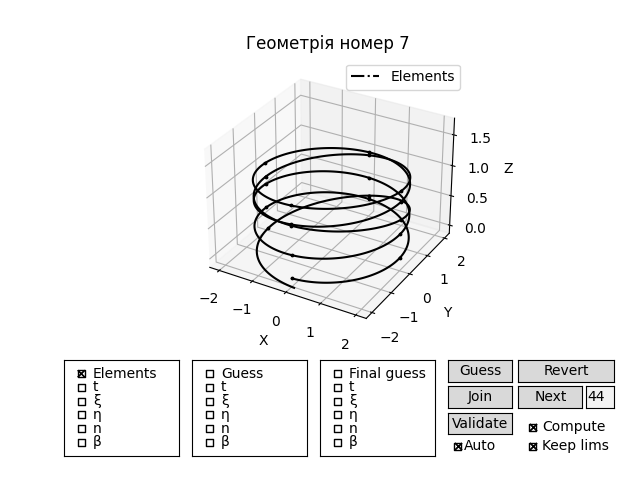 Геометрія номер 7
Elements
1.5
1.0
Z
0.5
0.0
2
1
0
Y
−1
−2
−2
−1
0
1
2
X
Elements
t
ξ
η
n
β
Guess
t
ξ
η
n
β
Final guess
t
ξ
η
n
β
Guess
Revert
Join
Next
44
Validate
Compute
Auto
Keep lims